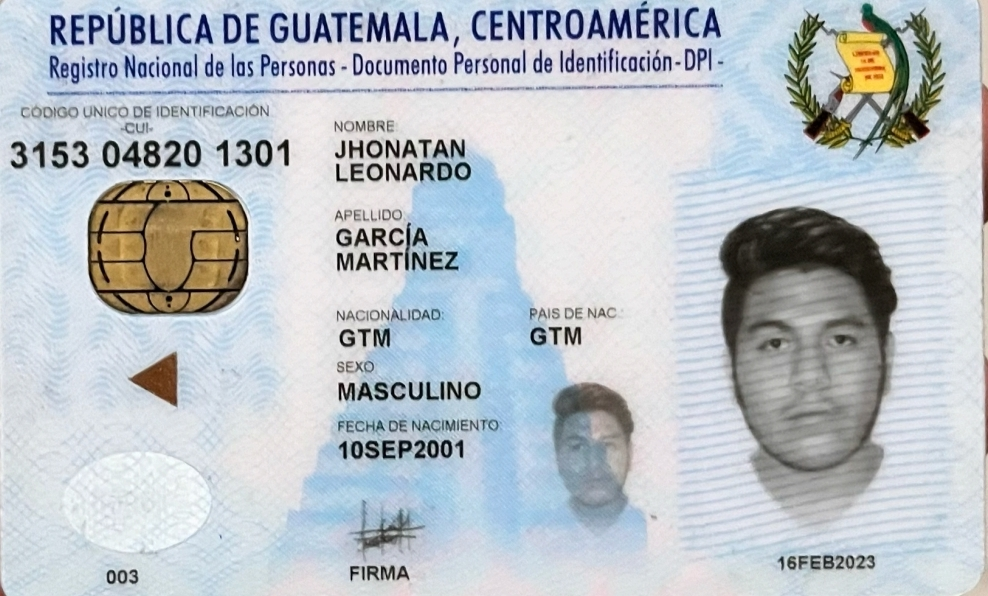 REPÚBLICA DE GUATEMALA, CENTROAMÉRICA
Registro Nacional de las Personas - Documento Personal de Identificación - DPI -
CÓDIGO ÚNICO DE IDENTIFICACIÓN
-CUI-
3153 04820 1301
NOMBRE:
JHONATAN
LEONARDO
APELLIDO:
GARCÍA
MARTÍNEZ
NACIONALIDAD:
GTM
PAIS DE NAC.:
GTM
SEXO:
MASCULINO
FECHA DE NACIMIENTO:
10SEP2001
FIRMA
003
16FEB2023